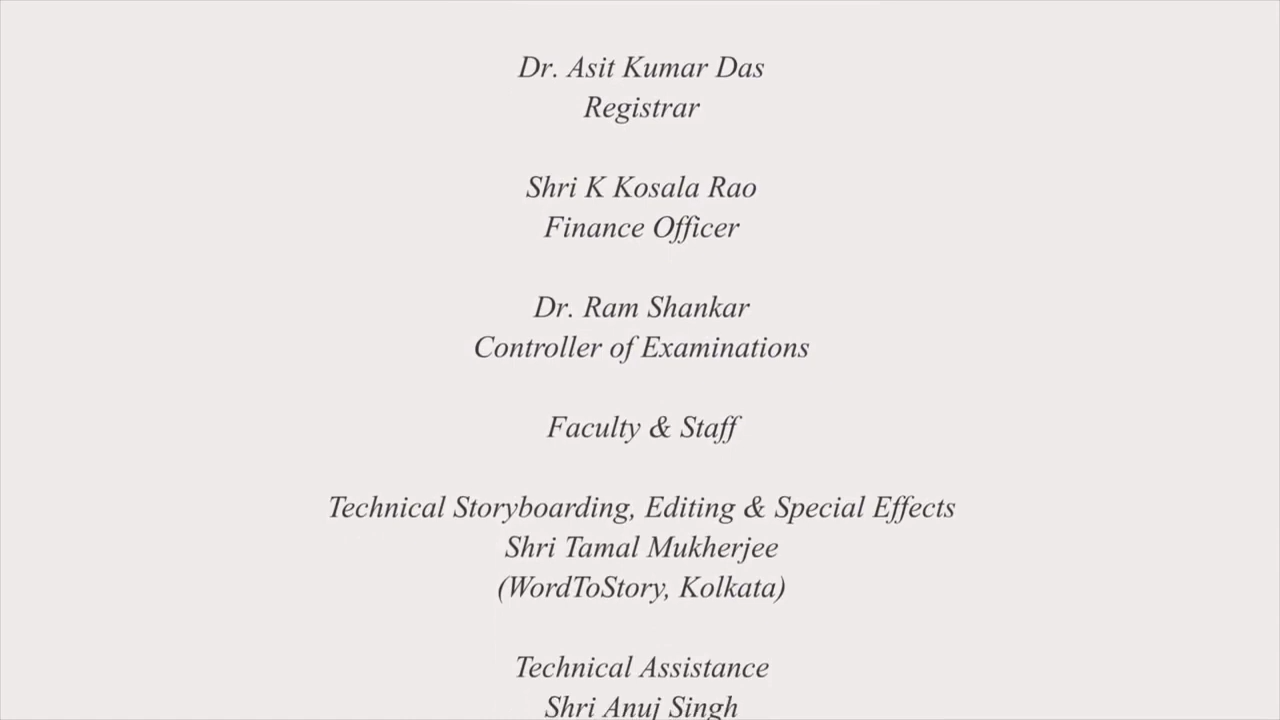 Dr. Asit Kumar Das
Registrar
Shri K Kosala Rao
Finance Officer
Dr. Ram Shankar
Controller of Examinations
Faculty & Staff
Technical Storyboarding, Editing & Special Effects
Shri Tamal Mukherjee
(WordToStory, Kolkata)
Technical Assistance
Shri Anuj Singh